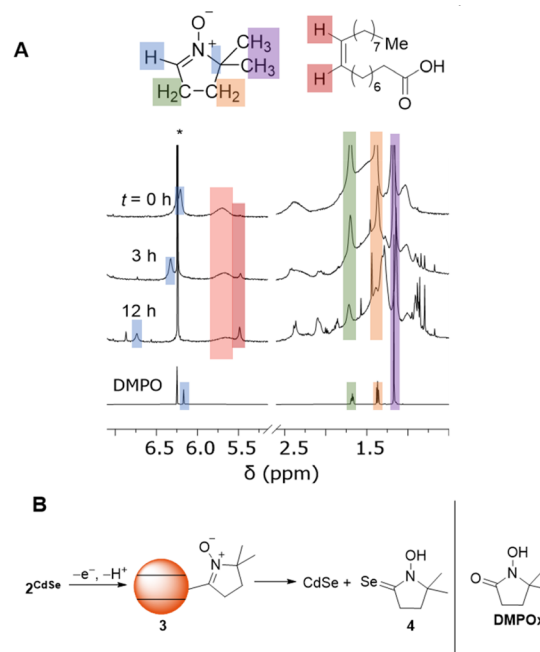 A
O⁻
N⁺
H
CH₃
CH₃
H₂C
CH₂
H
H
7
Me
6
OH
O
*
t = 0 h
3 h
12 h
DMPO
6.5 6.0 5.5 2.5 1.5
δ (ppm)
B
2^CdSe
−e⁻, −H⁺
O⁻
N⁺
3
CdSe +
OH
Se N
4
OH
O N
DMPOx